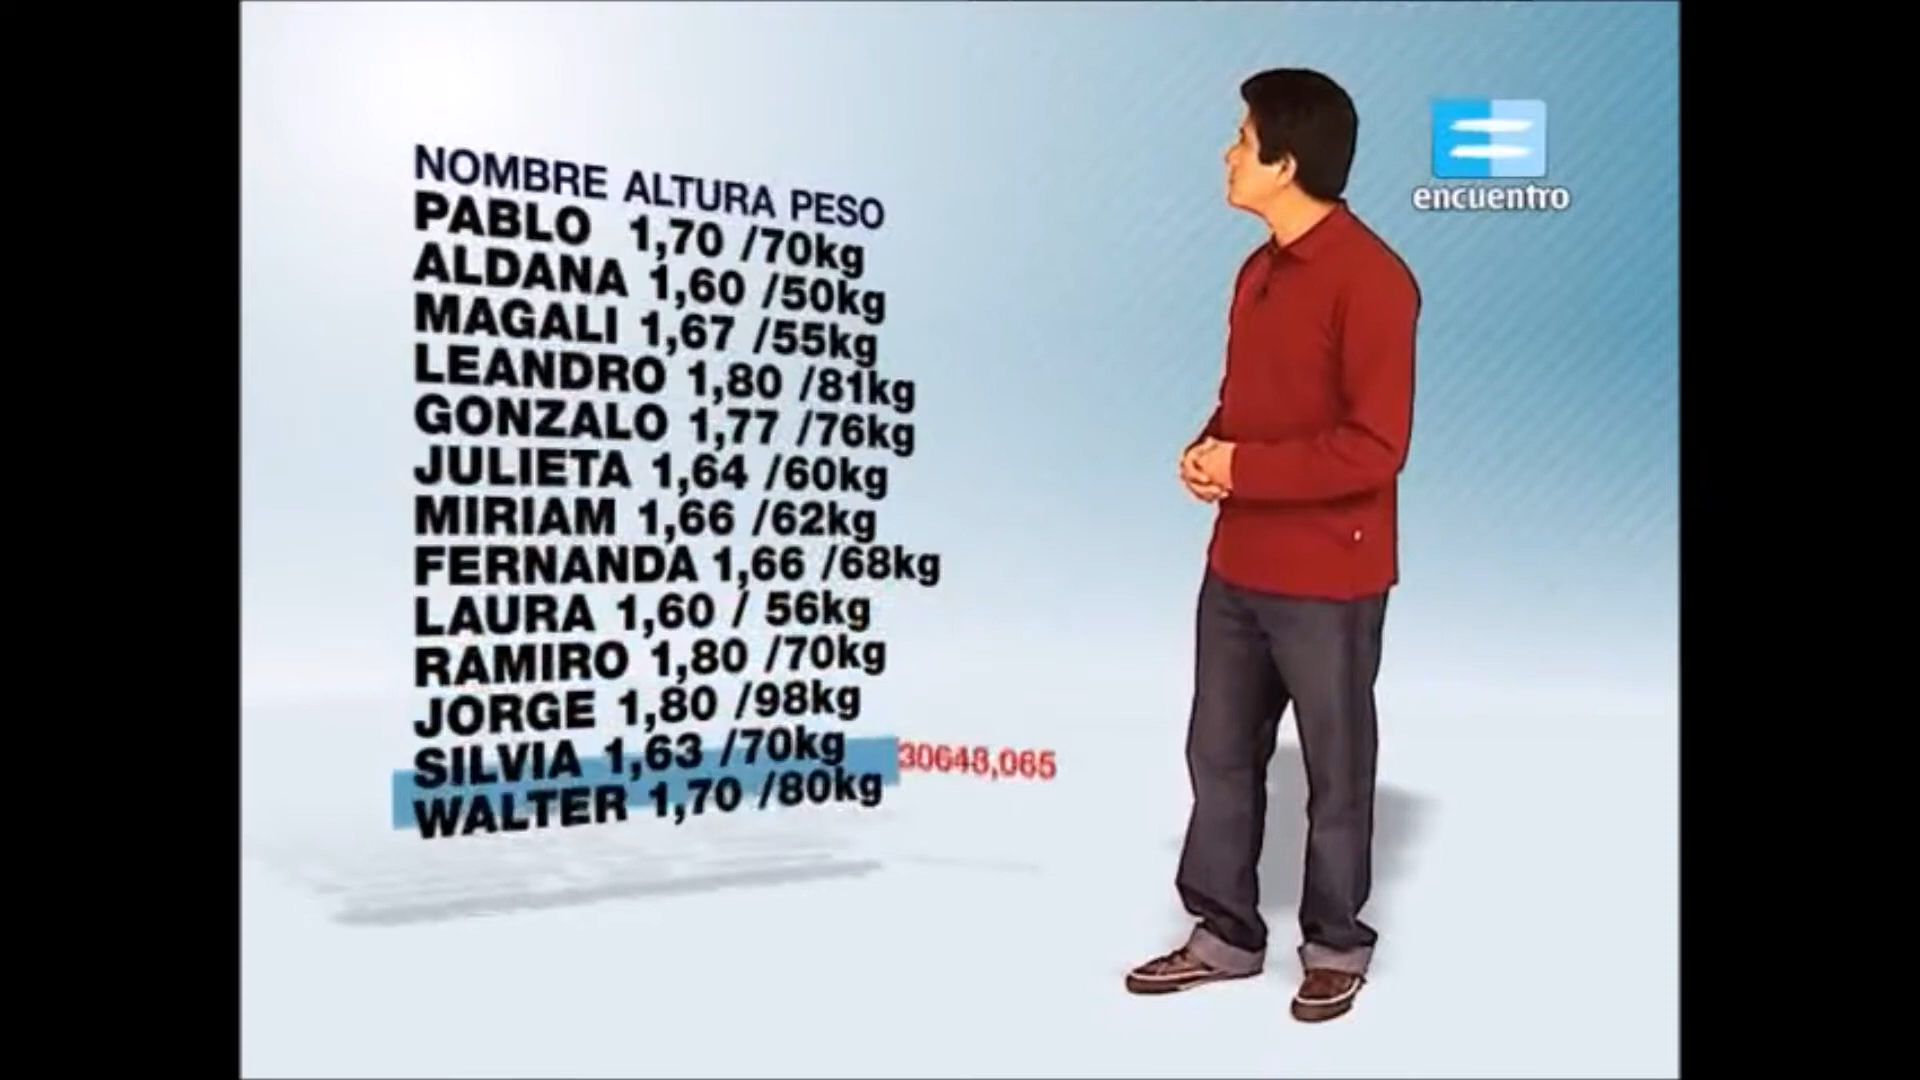 NOMBRE ALTURA PESO
PABLO 1,70 /70kg
ALDANA 1,60 /50kg
MAGALI 1,67 /55kg
LEANDRO 1,80 /81kg
GONZALO 1,77 /76kg
JULIETA 1,64 /60kg
MIRIAM 1,66 /62kg
FERNANDA 1,66 /68kg
LAURA 1,60 / 56kg
RAMIRO 1,80 /70kg
JORGE 1,80 /98kg
SILVIA 1,63 /70kg
WALTER 1,70 /80kg
encuentro